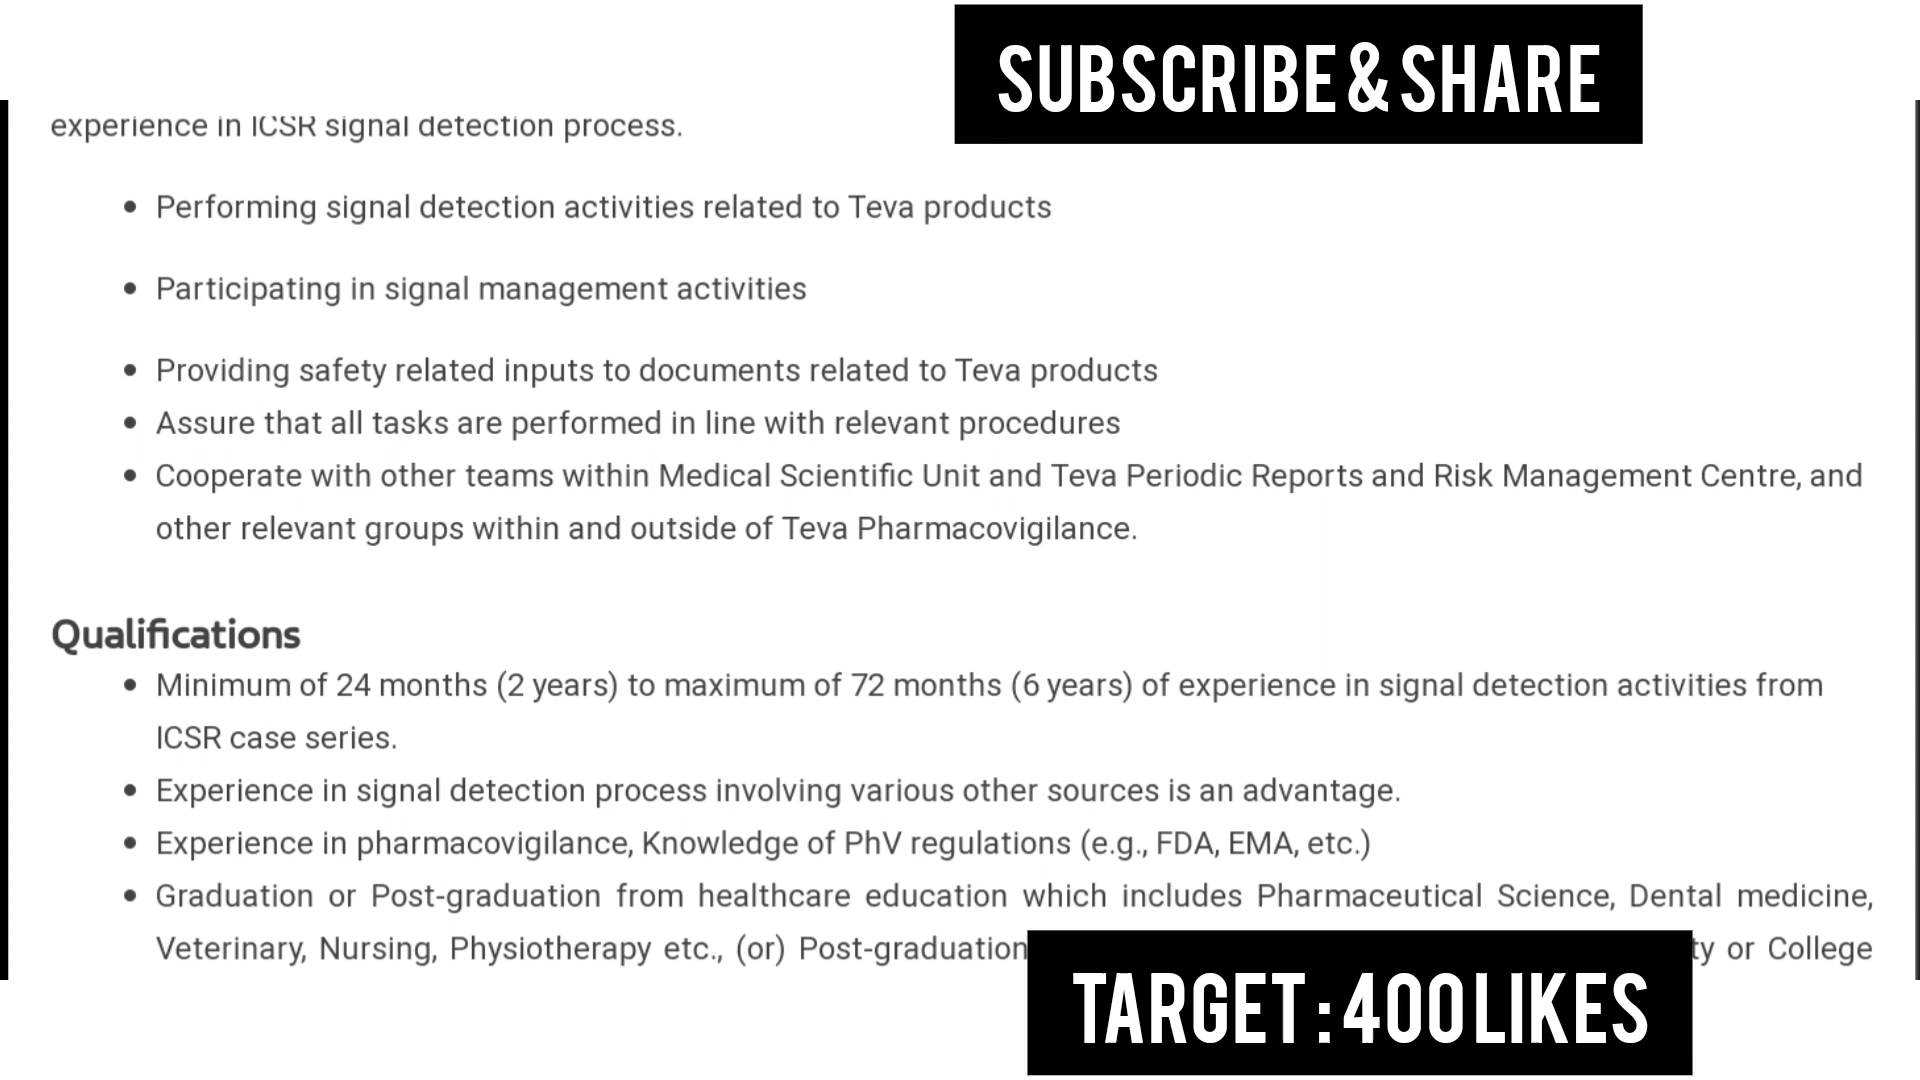 SUBSCRIBE & SHARE
experience in ICSR signal detection process.
Performing signal detection activities related to Teva products
Participating in signal management activities
Providing safety related inputs to documents related to Teva products
Assure that all tasks are performed in line with relevant procedures
Cooperate with other teams within Medical Scientific Unit and Teva Periodic Reports and Risk Management Centre, and
other relevant groups within and outside of Teva Pharmacovigilance.
Qualifications
Minimum of 24 months (2 years) to maximum of 72 months (6 years) of experience in signal detection activities from
ICSR case series.
Experience in signal detection process involving various other sources is an advantage.
Experience in pharmacovigilance, Knowledge of PhV regulations (e.g., FDA, EMA, etc.)
Graduation or Post-graduation from healthcare education which includes Pharmaceutical Science, Dental medicine,
Veterinary, Nursing, Physiotherapy etc., (or) Post-graduation ty or College
TARGET : 400 LIKES